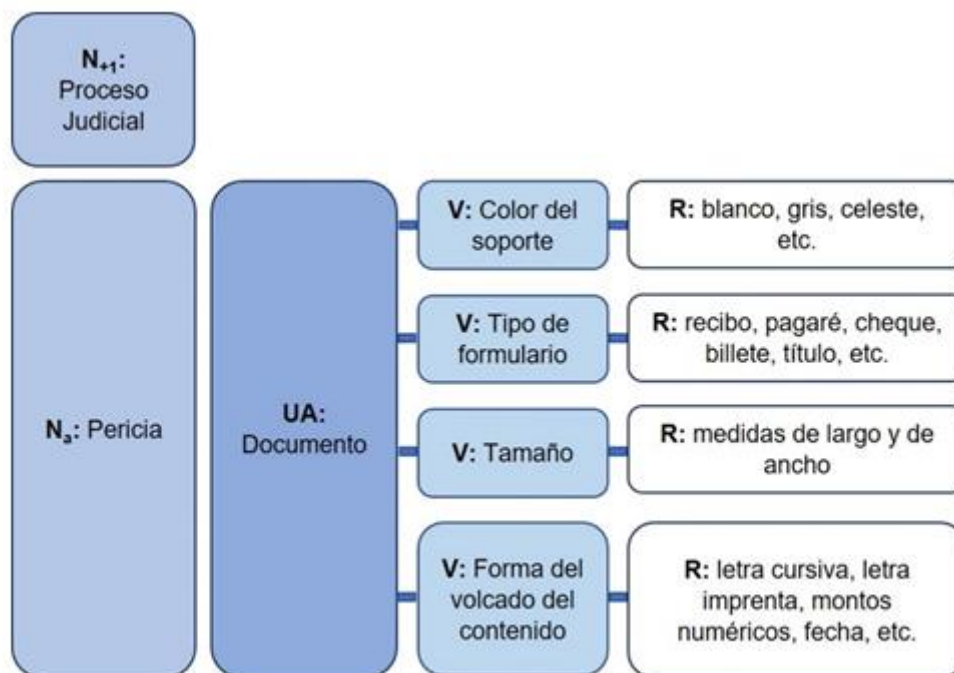 N+1:
Proceso
Judicial
Na: Pericia
UA:
Documento
V: Color del
soporte
R: blanco, gris, celeste,
etc.
V: Tipo de
formulario
R: recibo, pagaré, cheque,
billete, título, etc.
V: Tamaño
R: medidas de largo y de
ancho
V: Forma del
volcado del
contenido
R: letra cursiva, letra
imprenta, montos
numéricos, fecha, etc.